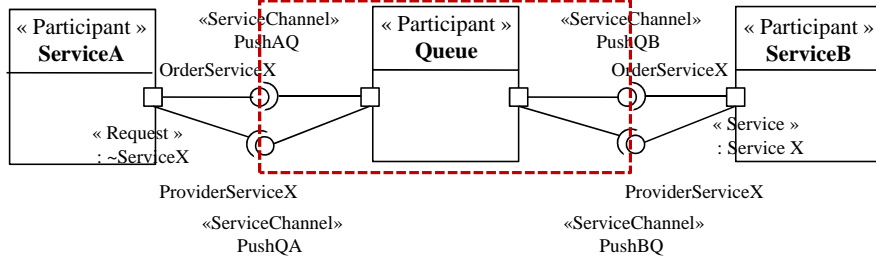 «ServiceChannel»
PushAQ
«ServiceChannel»
PushQB
« Participant »
ServiceA
« Participant »
Queue
« Participant »
ServiceB
OrderServiceX
OrderServiceX
« Request »
: ~ServiceX
« Service »
: Service X
ProviderServiceX
ProviderServiceX
«ServiceChannel»
PushQA
«ServiceChannel»
PushBQ